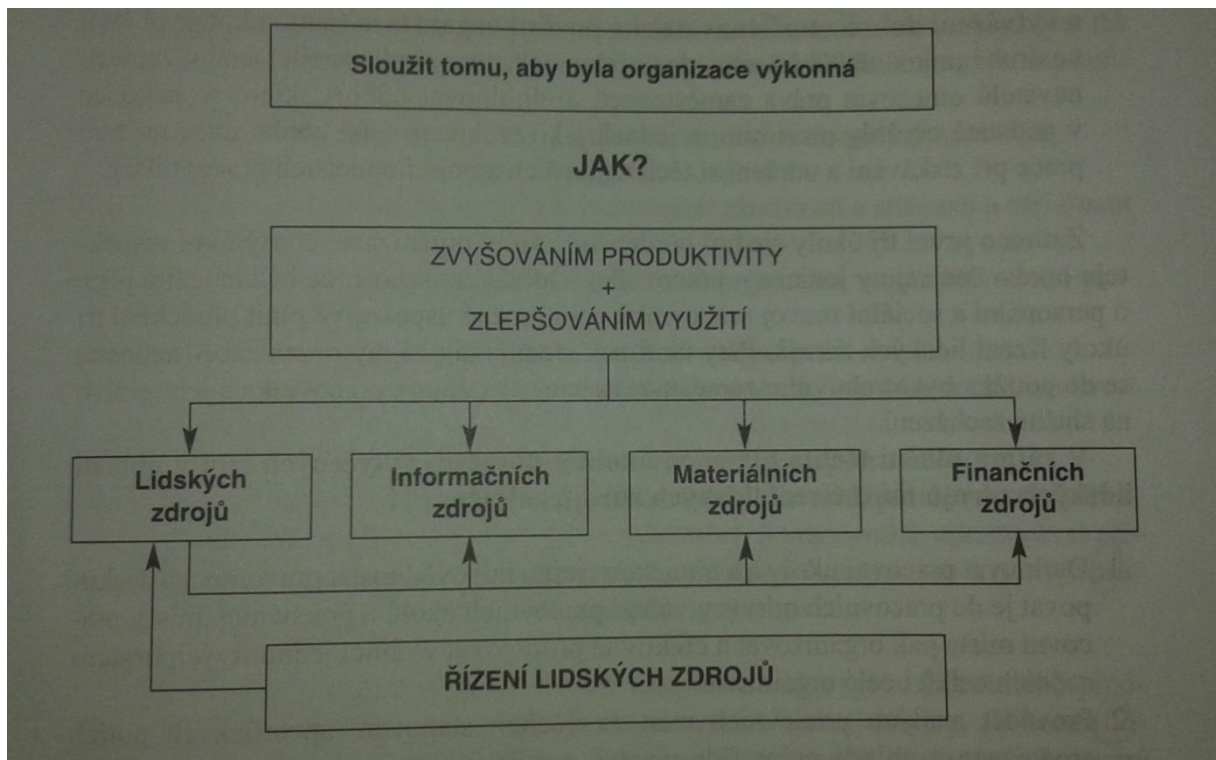 Sloužit tomu, aby byla organizace výkonná
JAK?
ZVYŠOVÁNÍM PRODUKTIVITY
+
ZLEPŠOVÁNÍM VYUŽITÍ
Lidských
zdrojů
Informačních
zdrojů
Materiálních
zdrojů
Finančních
zdrojů
ŘÍZENÍ LIDSKÝCH ZDROJŮ